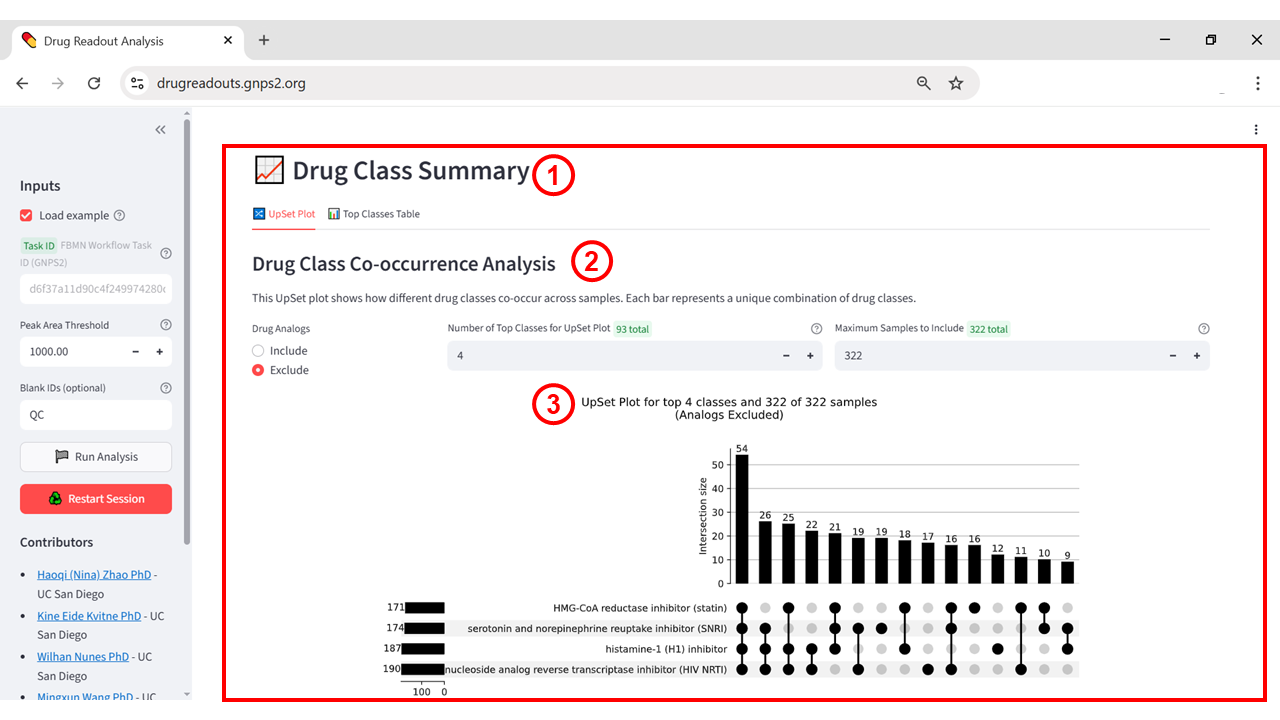 Drug Readout Analysis
drugreadouts.gnps2.org
Inputs
Load example
Task ID FBMN Workflow Task
ID (GNPS2)
d6f37a11d90c4f249974280
Peak Area Threshold
1000.00
Blank IDs (optional)
QC
Run Analysis
Restart Session
Contributors
Haoqi (Nina) Zhao PhD -
UC San Diego
Kine Eide Kvitne PhD - UC
San Diego
Wilhan Nunes PhD - UC
San Diego
Mingxun Wang PhD - UC
Drug Class Summary 1
UpSet Plot Top Classes Table
Drug Class Co-occurrence Analysis 2
This UpSet plot shows how different drug classes co-occur across samples. Each bar represents a unique combination of drug classes.
Drug Analogs
Include
Exclude
Number of Top Classes for UpSet Plot 93 total
4
Maximum Samples to Include 322 total
322
3
UpSet Plot for top 4 classes and 322 of 322 samples
(Analogs Excluded)
Intersection size
50
40
30
20
10
0
54 26 25 22 21 19 19 18 17 16 16 12 11 10 9
171 HMG-CoA reductase inhibitor (statin)
174 serotonin and norepinephrine reuptake inhibitor (SNRI)
187 histamine-1 (H1) inhibitor
190 nucleoside analog reverse transcriptase inhibitor (HIV NRTI)
100 0